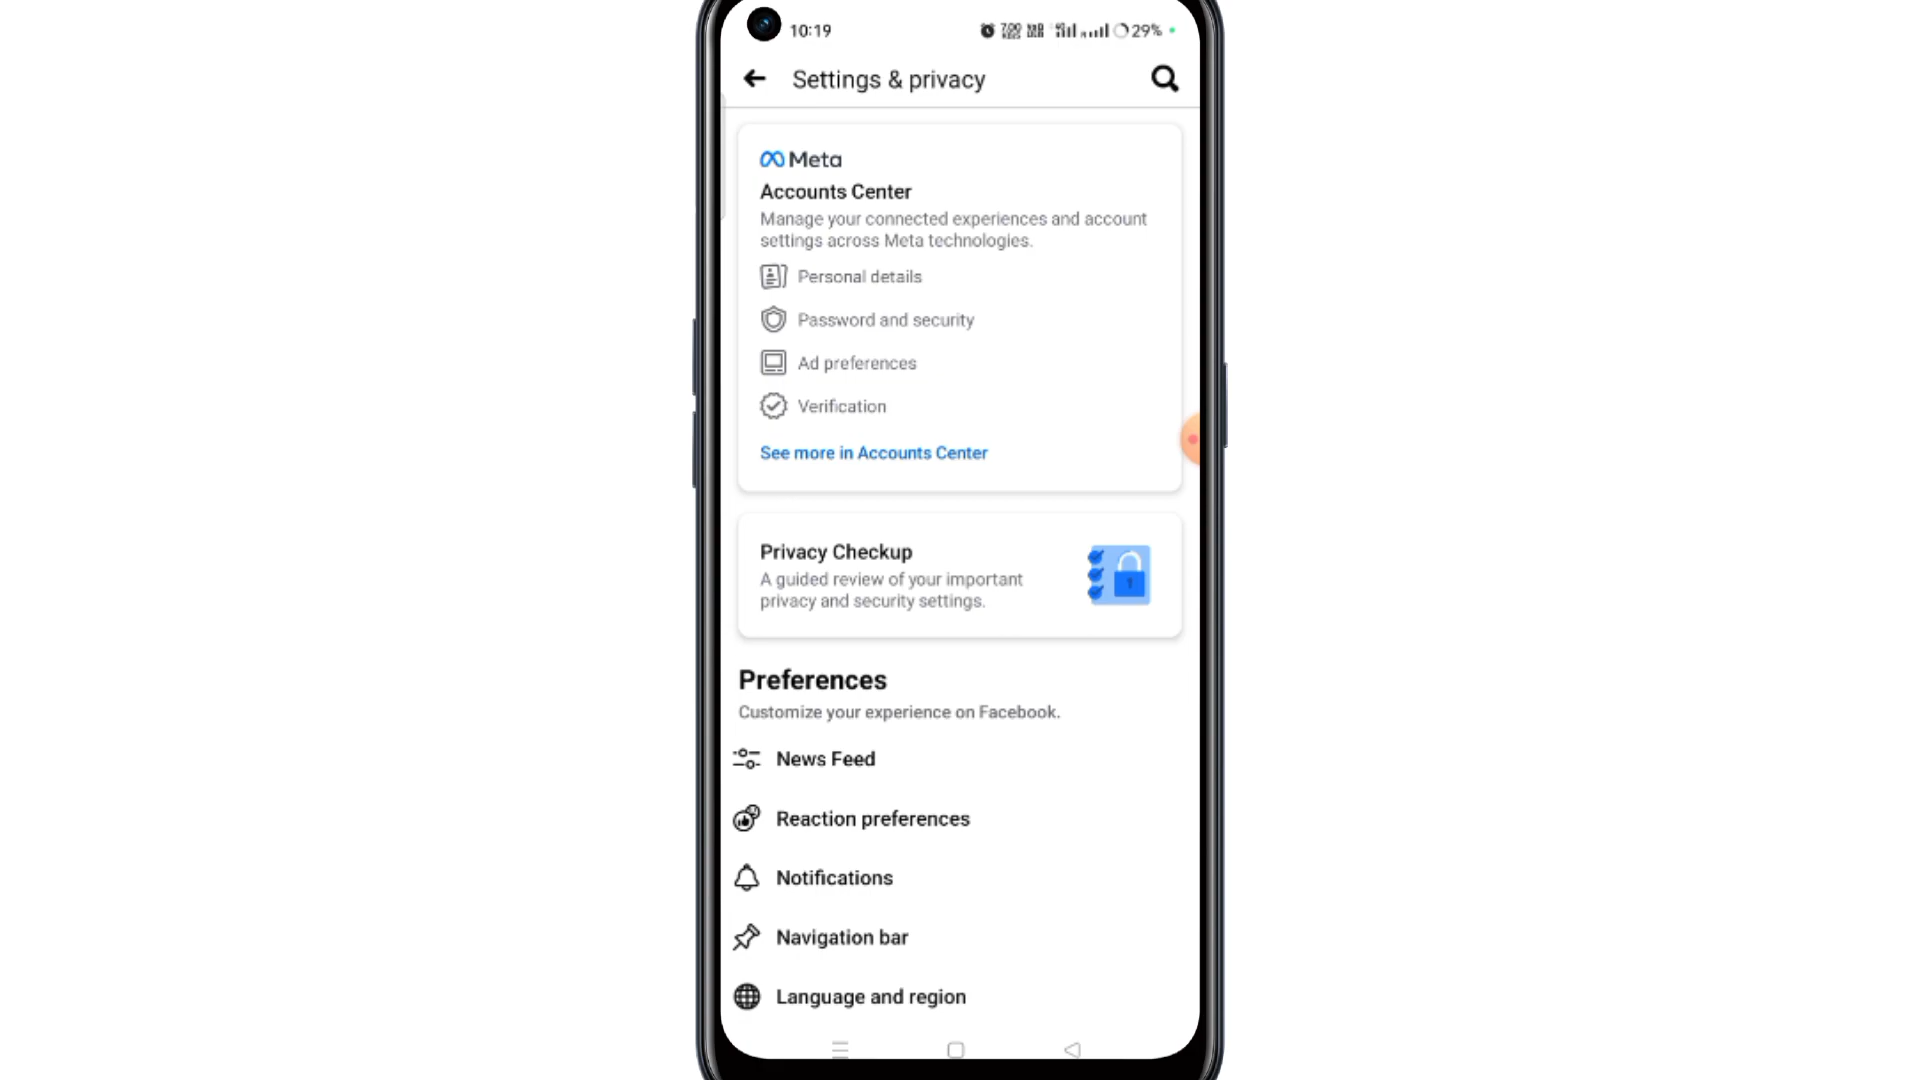 10:19
29%
Settings & privacy
Meta
Accounts Center
Manage your connected experiences and account
settings across Meta technologies.
Personal details
Password and security
Ad preferences
Verification
See more in Accounts Center
Privacy Checkup
A guided review of your important
privacy and security settings.
Preferences
Customize your experience on Facebook.
News Feed
Reaction preferences
Notifications
Navigation bar
Language and region